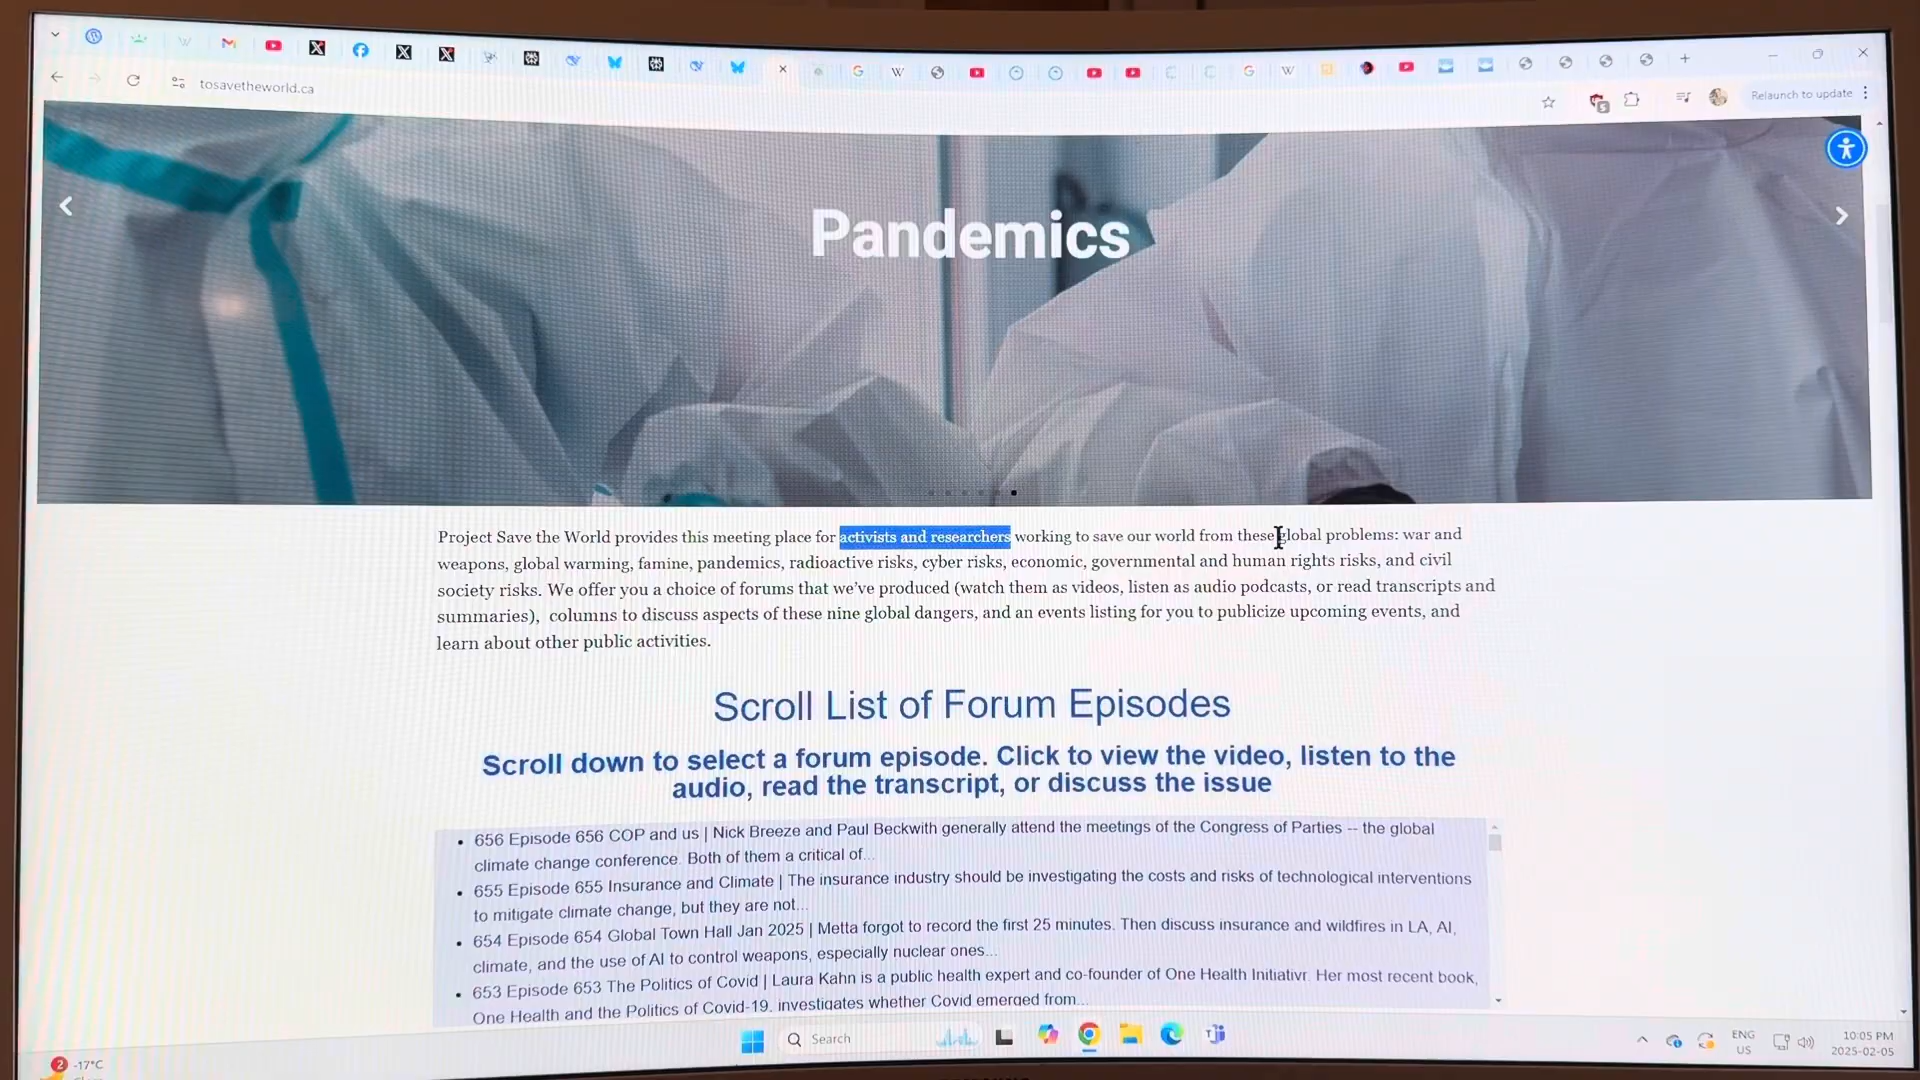 tosavetheworld.ca
Relaunch to update
Pandemics
Project Save the World provides this meeting place for activists and researchers working to save our world from these global problems: war and
weapons, global warming, famine, pandemics, radioactive risks, cyber risks, economic, governmental and human rights risks, and civil
society risks. We offer you a choice of forums that we've produced (watch them as videos, listen as audio podcasts, or read transcripts and
summaries), columns to discuss aspects of these nine global dangers, and an events listing for you to publicize upcoming events, and
learn about other public activities.
Scroll List of Forum Episodes
Scroll down to select a forum episode. Click to view the video, listen to the
audio, read the transcript, or discuss the issue
656 Episode 656 COP and us | Nick Breeze and Paul Beckwith generally attend the meetings of the Congress of Parties -- the global
climate change conference. Both of them a critical of...
655 Episode 655 Insurance and Climate | The insurance industry should be investigating the costs and risks of technological interventions
to mitigate climate change, but they are not...
654 Episode 654 Global Town Hall Jan 2025 | Metta forgot to record the first 25 minutes. Then discuss insurance and wildfires in LA, AI,
climate, and the use of AI to control weapons, especially nuclear ones...
653 Episode 653 The Politics of Covid | Laura Kahn is a public health expert and co-founder of One Health Initiativr. Her most recent book,
One Health and the Politics of Covid-19, investigates whether Covid emerged from...
Search
ENG
US
10:05 PM
2025-02-05
2
-17°C